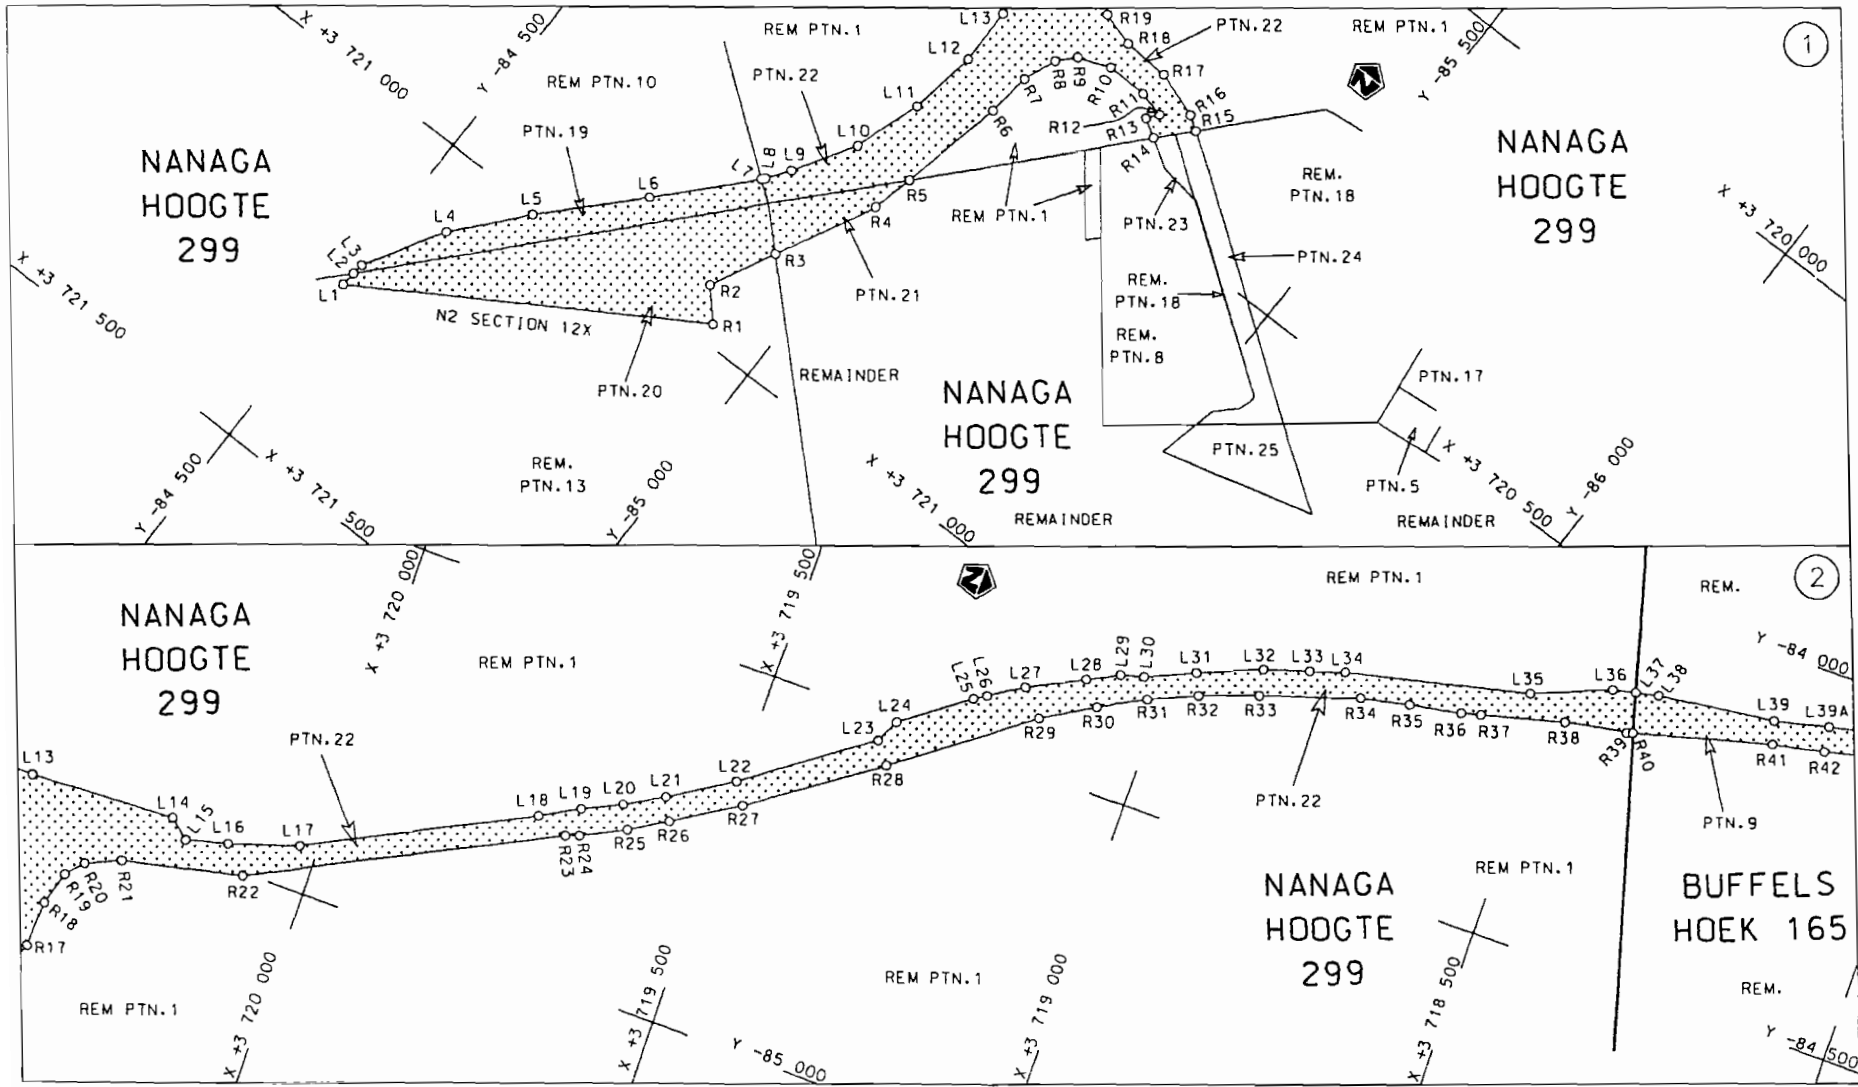 X +3 721 000
Y -84 500
REM PTN.1
L13
R19
R18
PTN.22
REM PTN.1
Y -85 500
1
REM PTN.10
PTN.22
L12
R9
R8
R10
R17
L11
R7
R11
R16
PTN.19
R6
R12
R13
R15
L10
R14
NANAGA
HOOGTE
299
L7
L8
L9
L6
L5
L4
L3
L2
L1
R5
R4
REM PTN.1
PTN.23
REM.
PTN.18
NANAGA
HOOGTE
299
X +3 720 000
PTN.24
X +3 721 500
R3
R2
R1
PTN.21
N2 SECTION 12X
REM.
PTN.18
REM.
PTN.8
PTN.20
REMAINDER
NANAGA
HOOGTE
299
PTN.17
PTN.25
PTN.5
Y -84 500
X +3 721 500
REM.
PTN.13
Y -85 000
X +3 721 000
REMAINDER
X +3 720 500
Y -86 000
REMAINDER
2
NANAGA
HOOGTE
299
X +3 720 000
REM PTN.1
X +3 719 500
REM PTN.1
REM.
Y -84 000
L13
L14
L15
L16
L17
L18
L19
L20
L21
L22
L23
L24
L25
L26
L27
L28
L29
L30
L31
L32
L33
L34
L35
L36
L37
L38
L39
L39A
PTN.22
R17
R18
R19
R20
R21
R22
R23
R24
R25
R26
R27
R28
R29
R30
R31
R32
R33
R34
R35
R36
R37
R38
R39
R40
R41
R42
PTN.22
PTN.9
REM PTN.1
NANAGA
HOOGTE
299
BUFFELS
HOEK 165
REM PTN.1
X +3 720 000
X +3 719 500
REM PTN.1
Y -85 000
X +3 719 000
X +3 718 500
REM.
Y -84 500